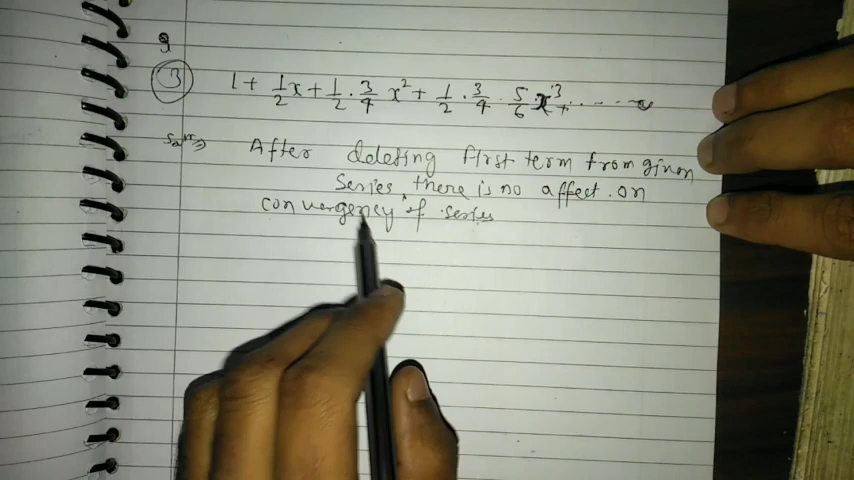 9
3 1 + 1/2 x + 1/2 · 3/4 x² + 1/2 · 3/4 · 5/6 x³ + · - - - ∞
Solⁿ⇒ After deleting first term from given
series, there is no affect on
convergency of series